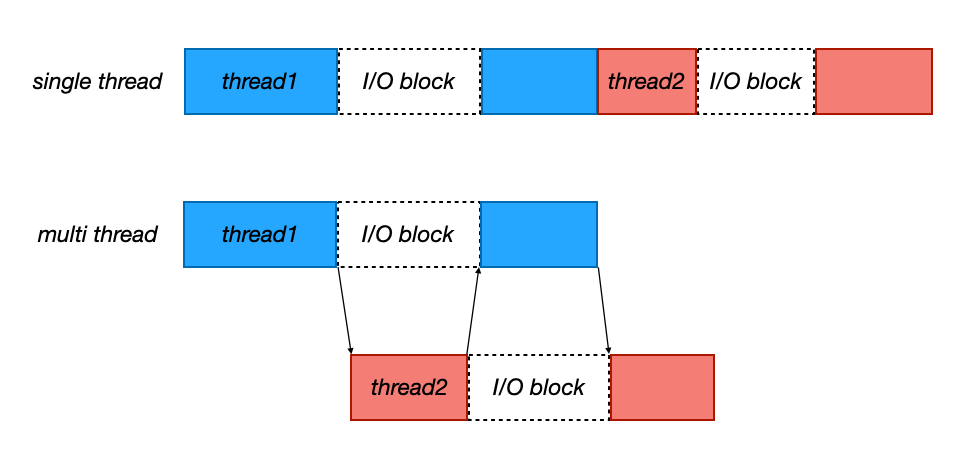 single thread
thread1
I/O block
thread2
I/O block
multi thread
thread1
I/O block
thread2
I/O block